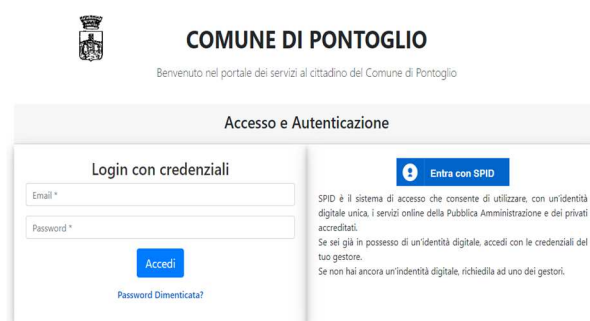 COMUNE DI PONTOGLIO
Benvenuto nel portale dei servizi al cittadino del Comune di Pontoglio
Accesso e Autenticazione
Login con credenziali
Email *
Password *
Accedi
Password Dimenticata?
Entra con SPID
SPID è il sistema di accesso che consente di utilizzare, con un'identità
digitale unica, i servizi online della Pubblica Amministrazione e dei privati
accreditati.
Se sei già in possesso di un'identità digitale, accedi con le credenziali del
tuo gestore.
Se non hai ancora un'indentità digitale, richiedila ad uno dei gestori.